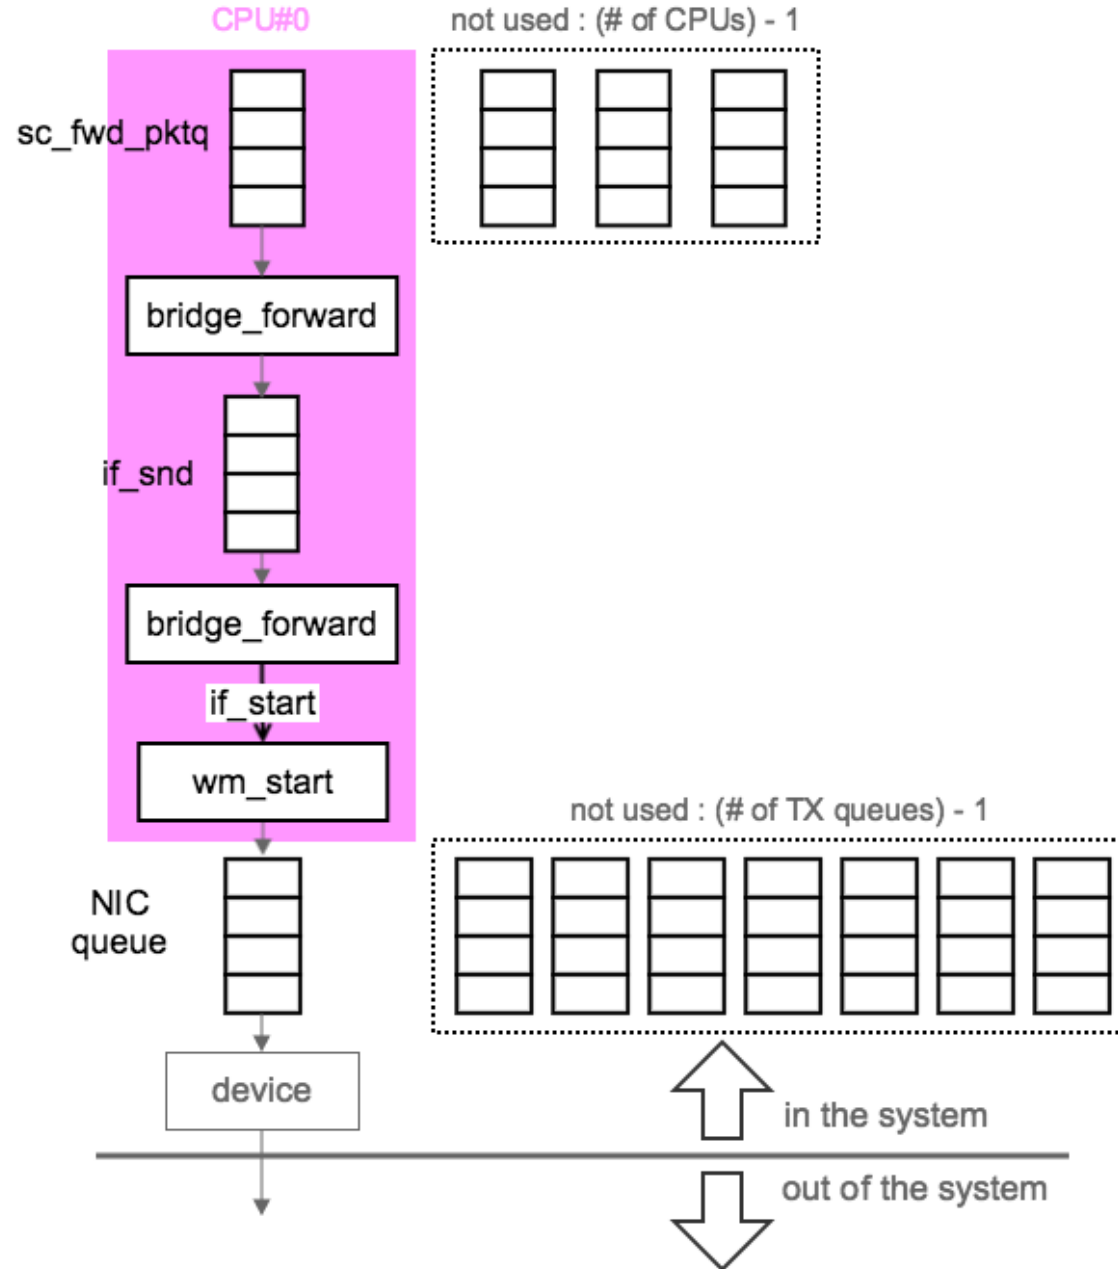 CPU#0
not used : (# of CPUs) - 1
sc_fwd_pktq
bridge_forward
if_snd
bridge_forward
if_start
wm_start
not used : (# of TX queues) - 1
NIC
queue
device
in the system
out of the system